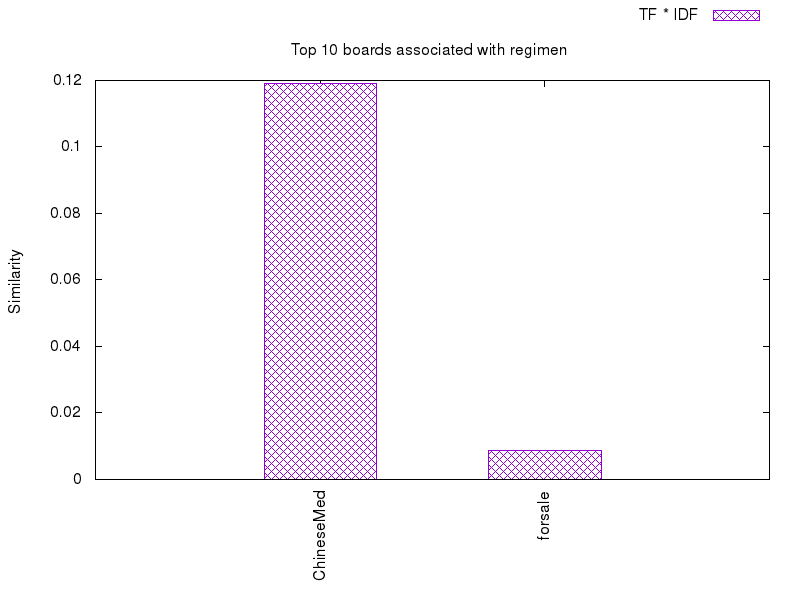 TF * IDF
Top 10 boards associated with regimen
0.12
0.1
0.08
0.06
0.04
0.02
0
Similarity
ChineseMed
forsale